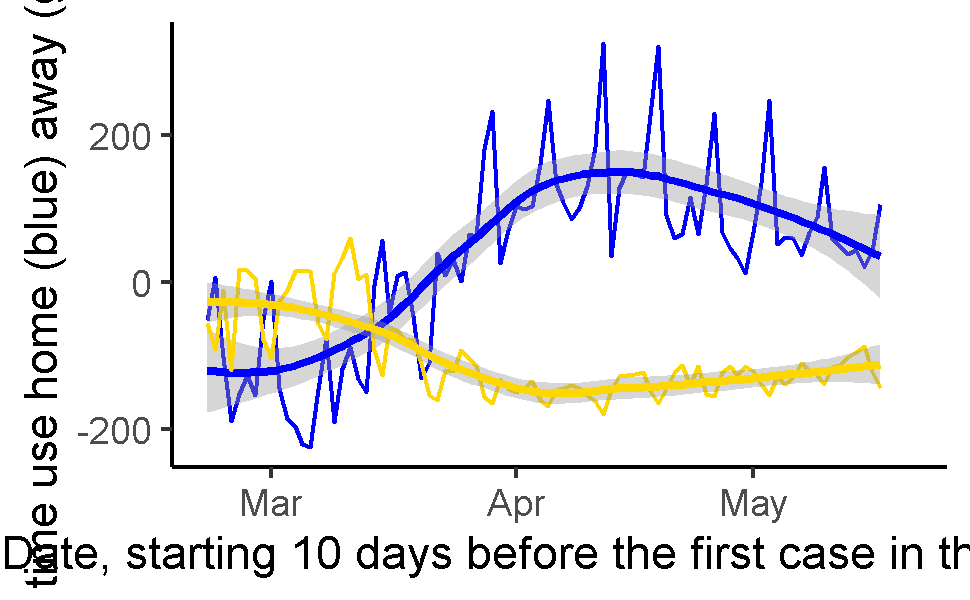 time use home (blue) away (
200
0
-200
Mar Apr May
Date, starting 10 days before the first case in th